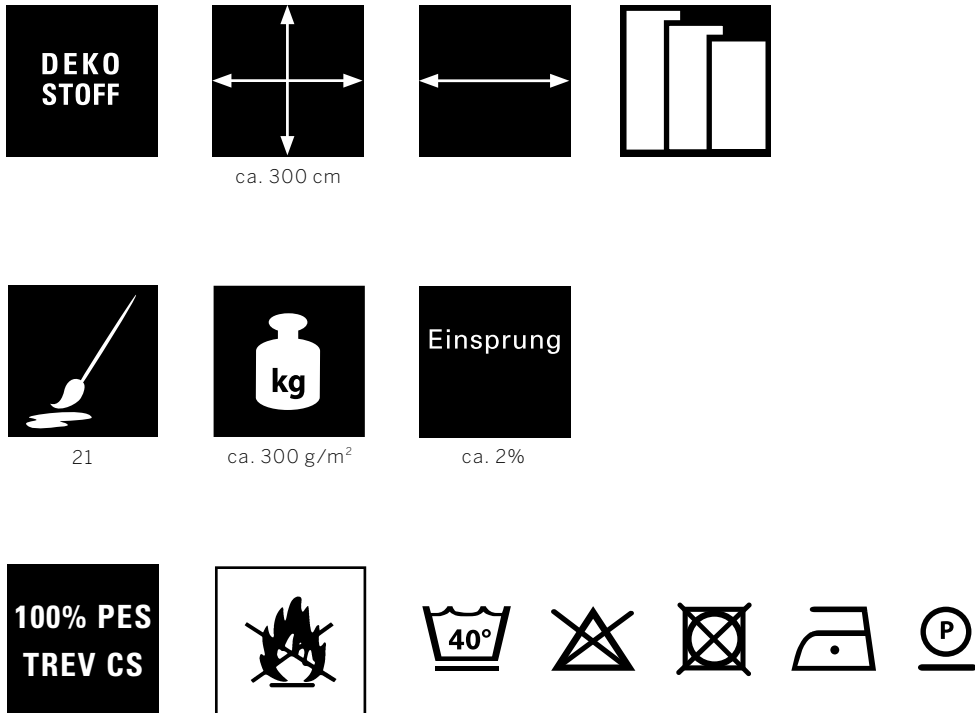 DEKO
STOFF
ca. 300 cm
kg
Einsprung
21
ca. 300 g/m²
ca. 2%
100% PES
TREV CS
40°
P